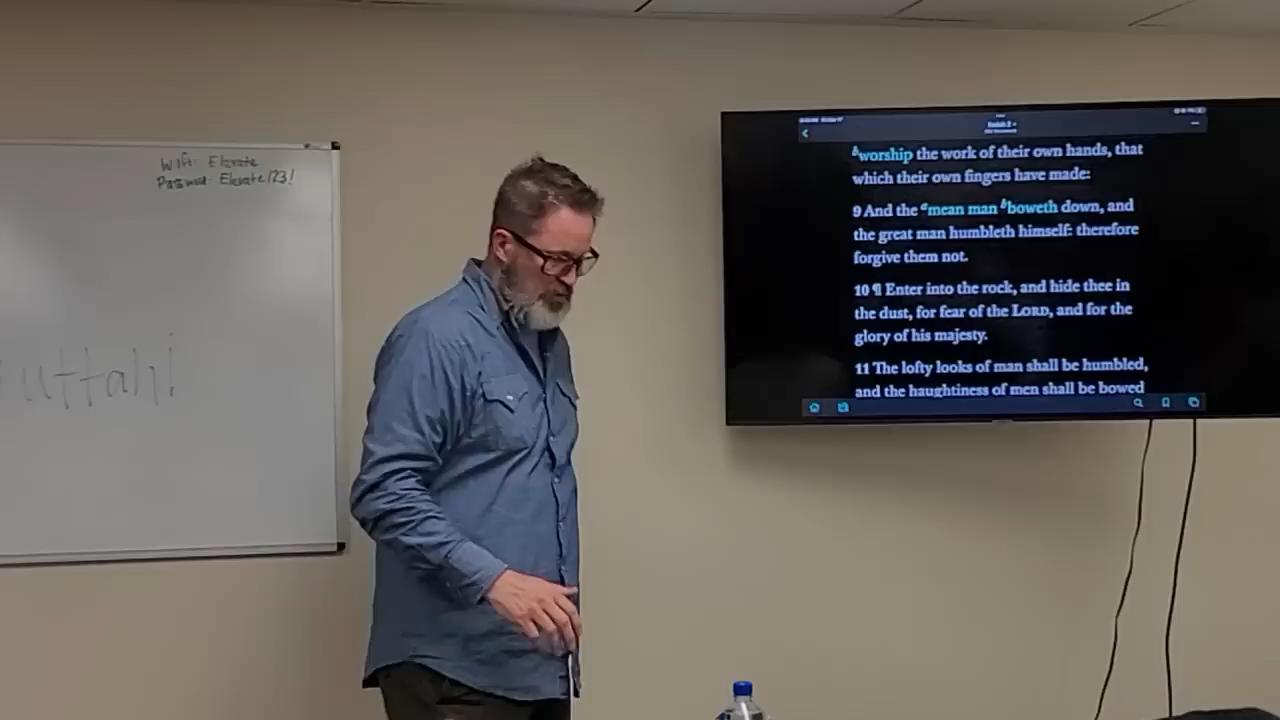 Wifi: Elevate
Password: Elevate123!
Isaiah 2
worship the work of their own hands, that
which their own fingers have made:
9 And the a mean man b boweth down, and
the great man humbleth himself: therefore
forgive them not.
10 ¶ Enter into the rock, and hide thee in
the dust, for fear of the LORD, and for the
glory of his majesty.
11 The lofty looks of man shall be humbled,
and the haughtiness of men shall be bowed